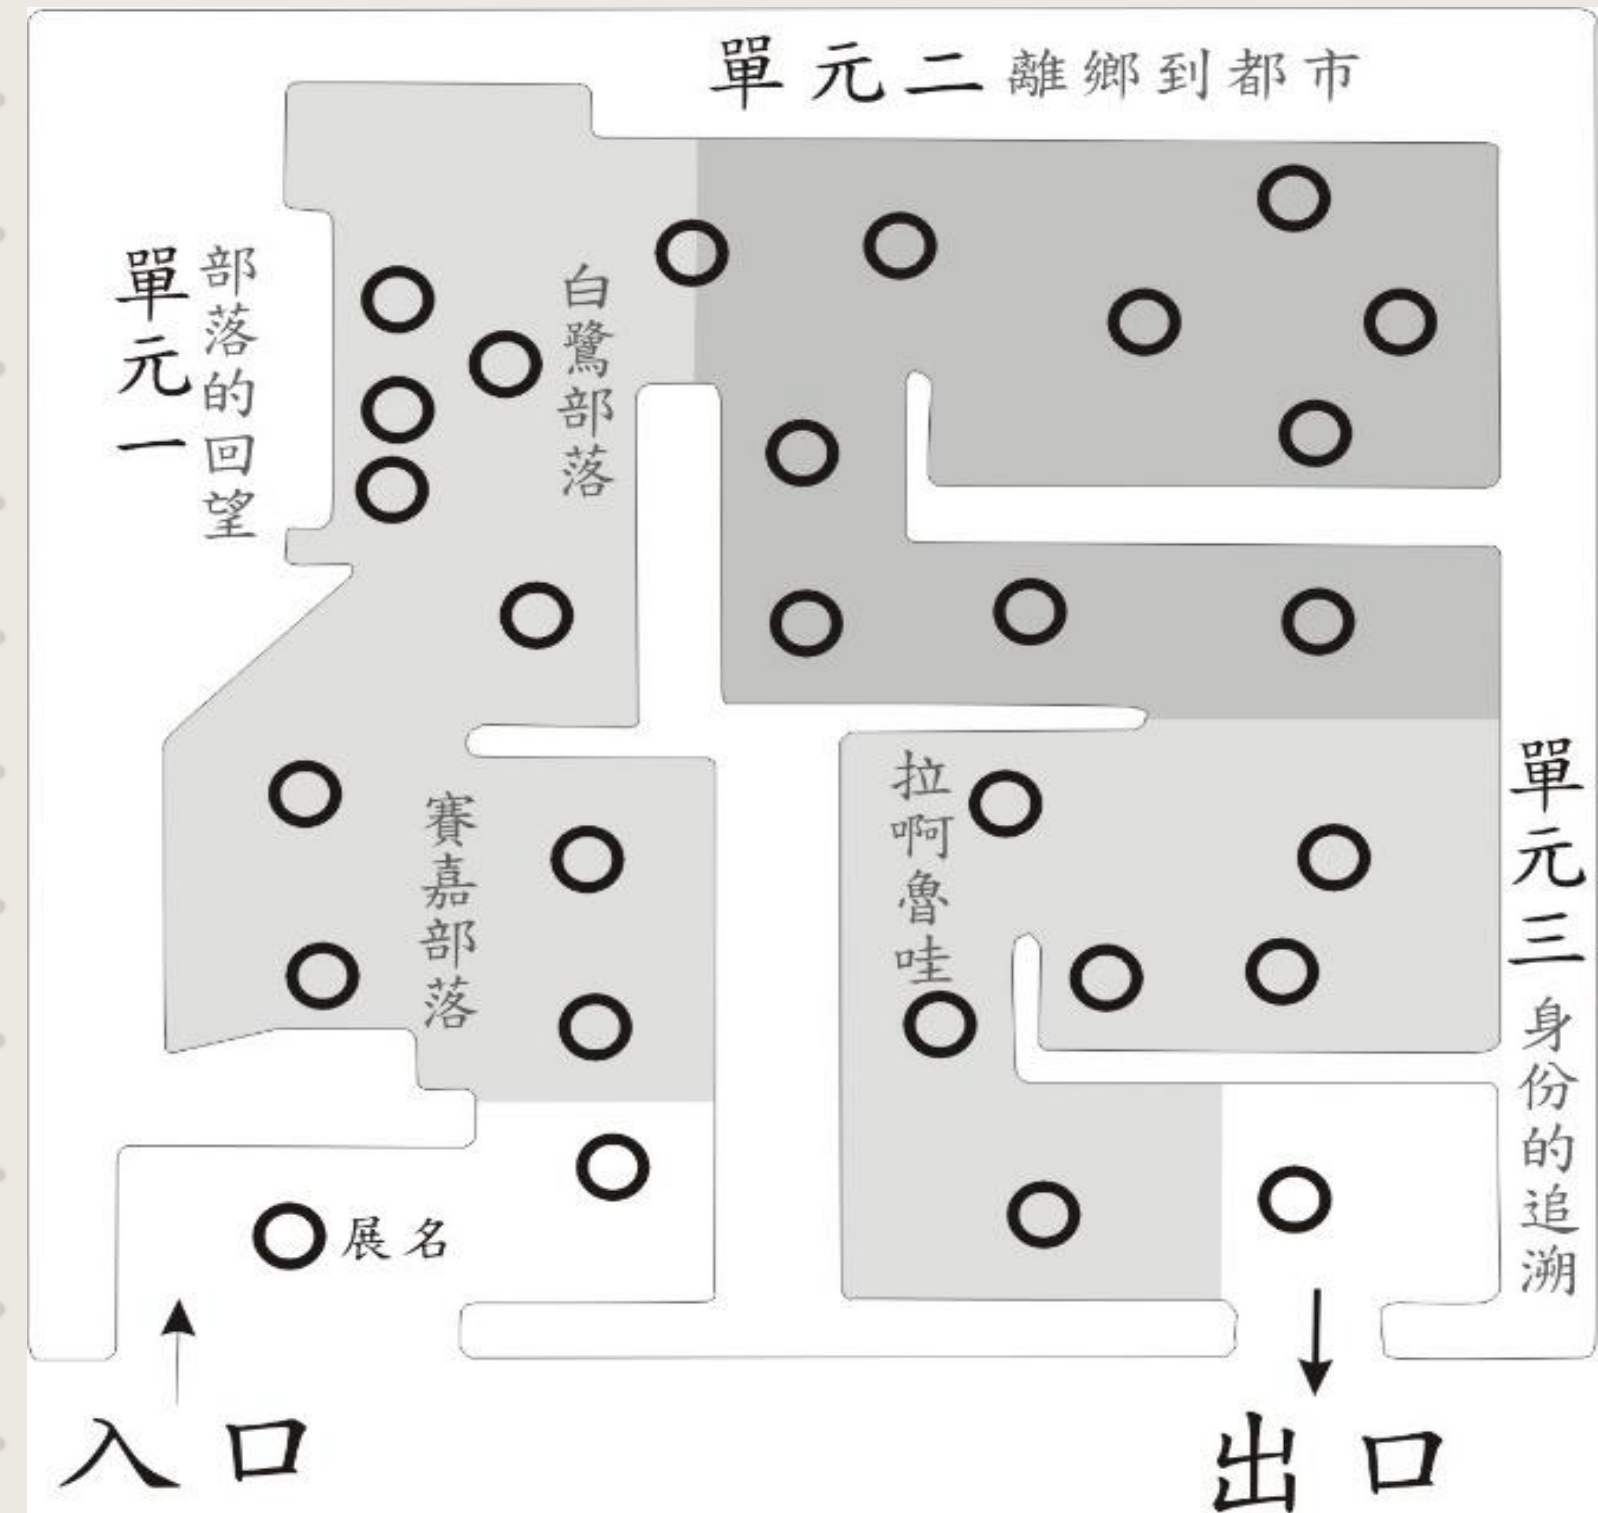 單元二 離鄉到都市
單元一
部落的回望
白鷺部落
賽嘉部落
拉啊魯哇
單元三 身份的追溯
展名
入口
出口